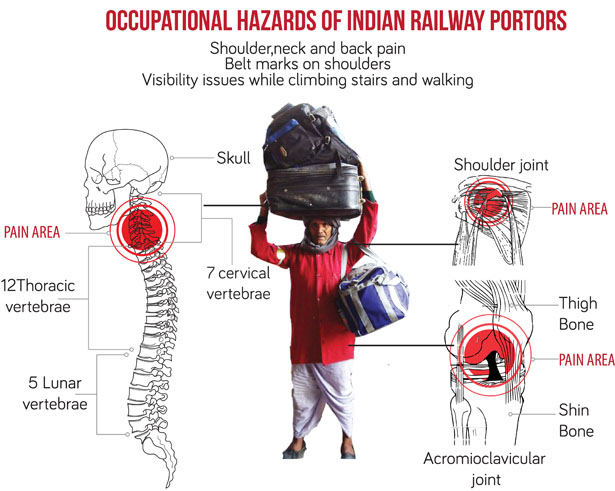 OCCUPATIONAL HAZARDS OF INDIAN RAILWAY PORTORS
Shoulder,neck and back pain
Belt marks on shoulders
Visibility issues while climbing stairs and walking
Skull
PAIN AREA
7 cervical
vertebrae
12Thoracic
vertebrae
5 Lunar
vertebrae
Shoulder joint
PAIN AREA
Thigh
Bone
PAIN AREA
Shin
Bone
Acromioclavicular
joint